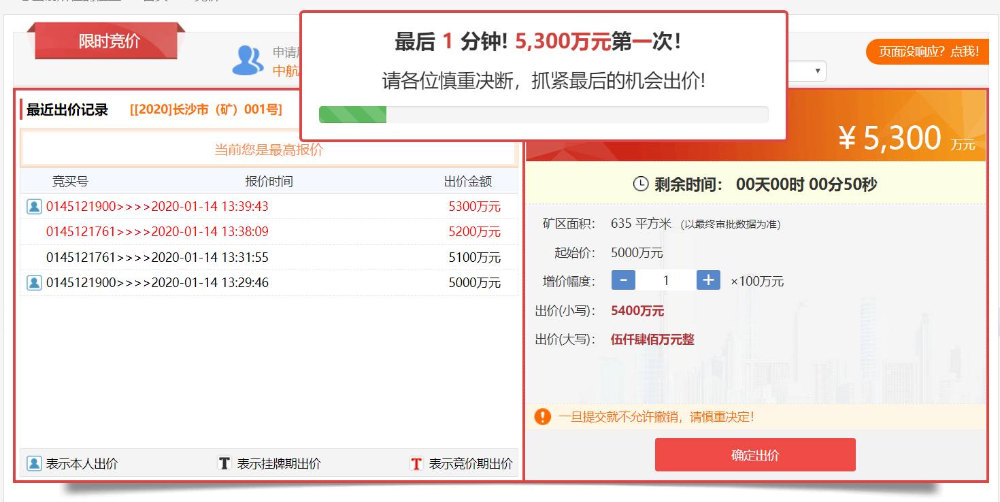 最后 1 分钟! 5,300万元第一次!
请各位慎重决断，抓紧最后的机会出价!
限时竞价
申请
中航
页面没响应？点我!
最近出价记录 [[2020]长沙市（矿）001号]
¥ 5,300 万元
当前您是最高报价
竞买号 报价时间 出价金额
0145121900>>>>2020-01-14 13:39:43 5300万元
0145121761>>>>2020-01-14 13:38:09 5200万元
0145121761>>>>2020-01-14 13:31:55 5100万元
0145121900>>>>2020-01-14 13:29:46 5000万元
表示本人出价 T 表示挂牌期出价 T 表示竞价期出价
剩余时间： 00天00时 00分50秒
矿区面积： 635 平方米 （以最终审批数据为准）
起始价： 5000万元
增价幅度： - 1 + ×100万元
出价(小写)： 5400万元
出价(大写)： 伍仟肆佰万元整
一旦提交就不允许撤销，请慎重决定!
确定出价